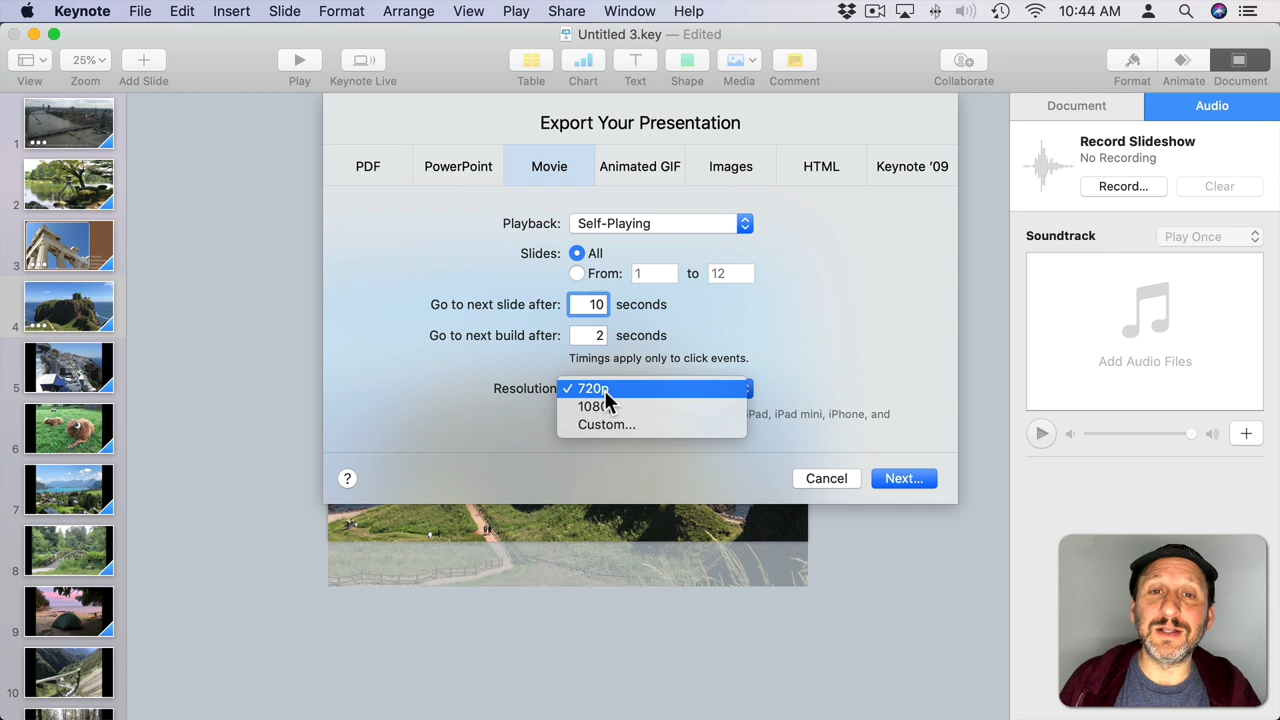 Keynote File Edit Insert Slide Format Arrange View Play Share Window Help 10:44 AM
Untitled 3.key — Edited
25%
View Zoom Add Slide Play Keynote Live Table Chart Text Shape Media Comment Collaborate Format Animate Document
Document Audio
Export Your Presentation
PDF PowerPoint Movie Animated GIF Images HTML Keynote '09
Playback: Self-Playing
Slides: All
From: 1 to 12
Go to next slide after: 10 seconds
Go to next build after: 2 seconds
Timings apply only to click events.
Resolution 720p
Custom...
iPad, iPad mini, iPhone, and
? Cancel Next...
Record Slideshow
No Recording
Record... Clear
Soundtrack Play Once
Add Audio Files
1
2
3
4
5
6
7
8
9
10